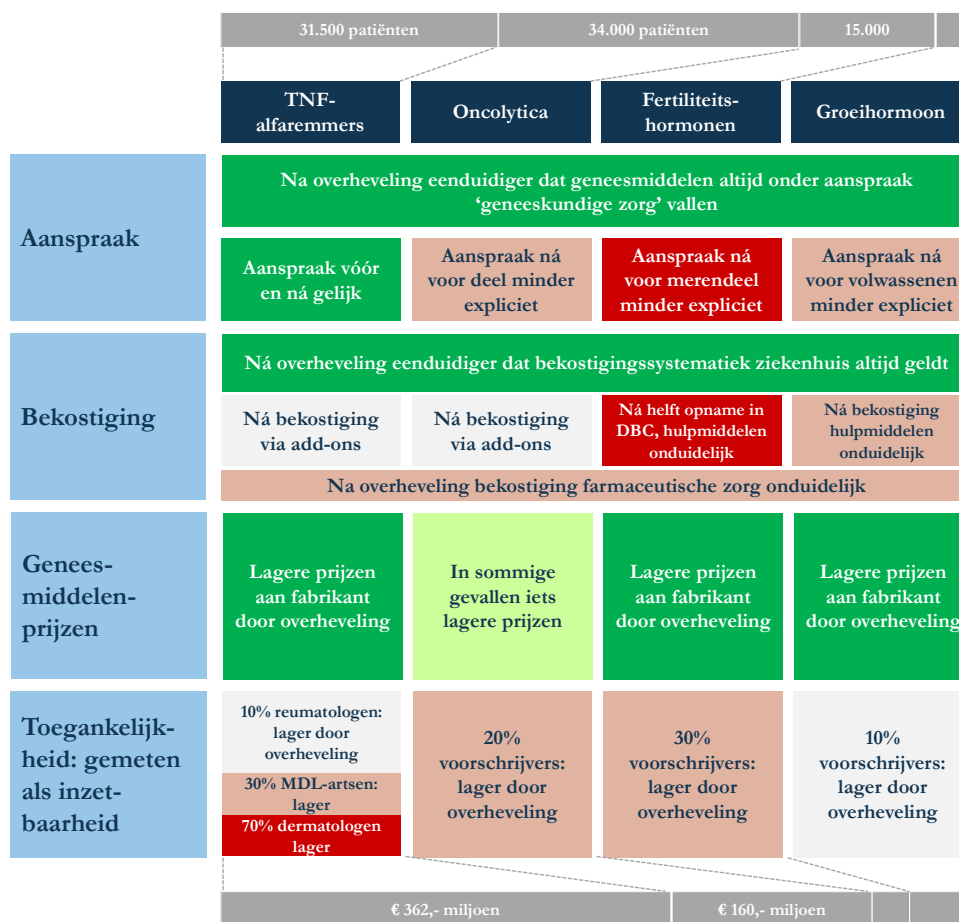 31.500 patiënten
34.000 patiënten
15.000
TNF-
alfaremmers
Oncolytica
Fertiliteits-
hormonen
Groeihormoon
Aanspraak
Na overheveling eenduidiger dat geneesmiddelen altijd onder aanspraak
‘geneeskundige zorg’ vallen
Aanspraak vóór
en ná gelijk
Aanspraak ná
voor deel minder
expliciet
Aanspraak ná
voor merendeel
minder expliciet
Aanspraak ná
voor volwassenen
minder expliciet
Bekostiging
Ná overheveling eenduidiger dat bekostigingssystematiek ziekenhuis altijd geldt
Ná bekostiging
via add-ons
Ná bekostiging
via add-ons
Ná helft opname in
DBC, hulpmiddelen
onduidelijk
Ná bekostiging
hulpmiddelen
onduidelijk
Na overheveling bekostiging farmaceutische zorg onduidelijk
Genees-
middelen-
prijzen
Lagere prijzen
aan fabrikant
door overheveling
In sommige
gevallen iets
lagere prijzen
Lagere prijzen
aan fabrikant
door overheveling
Lagere prijzen
aan fabrikant
door overheveling
Toegankelijk-
heid: gemeten
als inzet-
baarheid
10% reumatologen:
lager door
overheveling
30% MDL-artsen:
lager
70% dermatologen
lager
20%
voorschrijvers:
lager door
overheveling
30%
voorschrijvers:
lager door
overheveling
10%
voorschrijvers:
lager door
overheveling
€ 362,- miljoen
€ 160,- miljoen